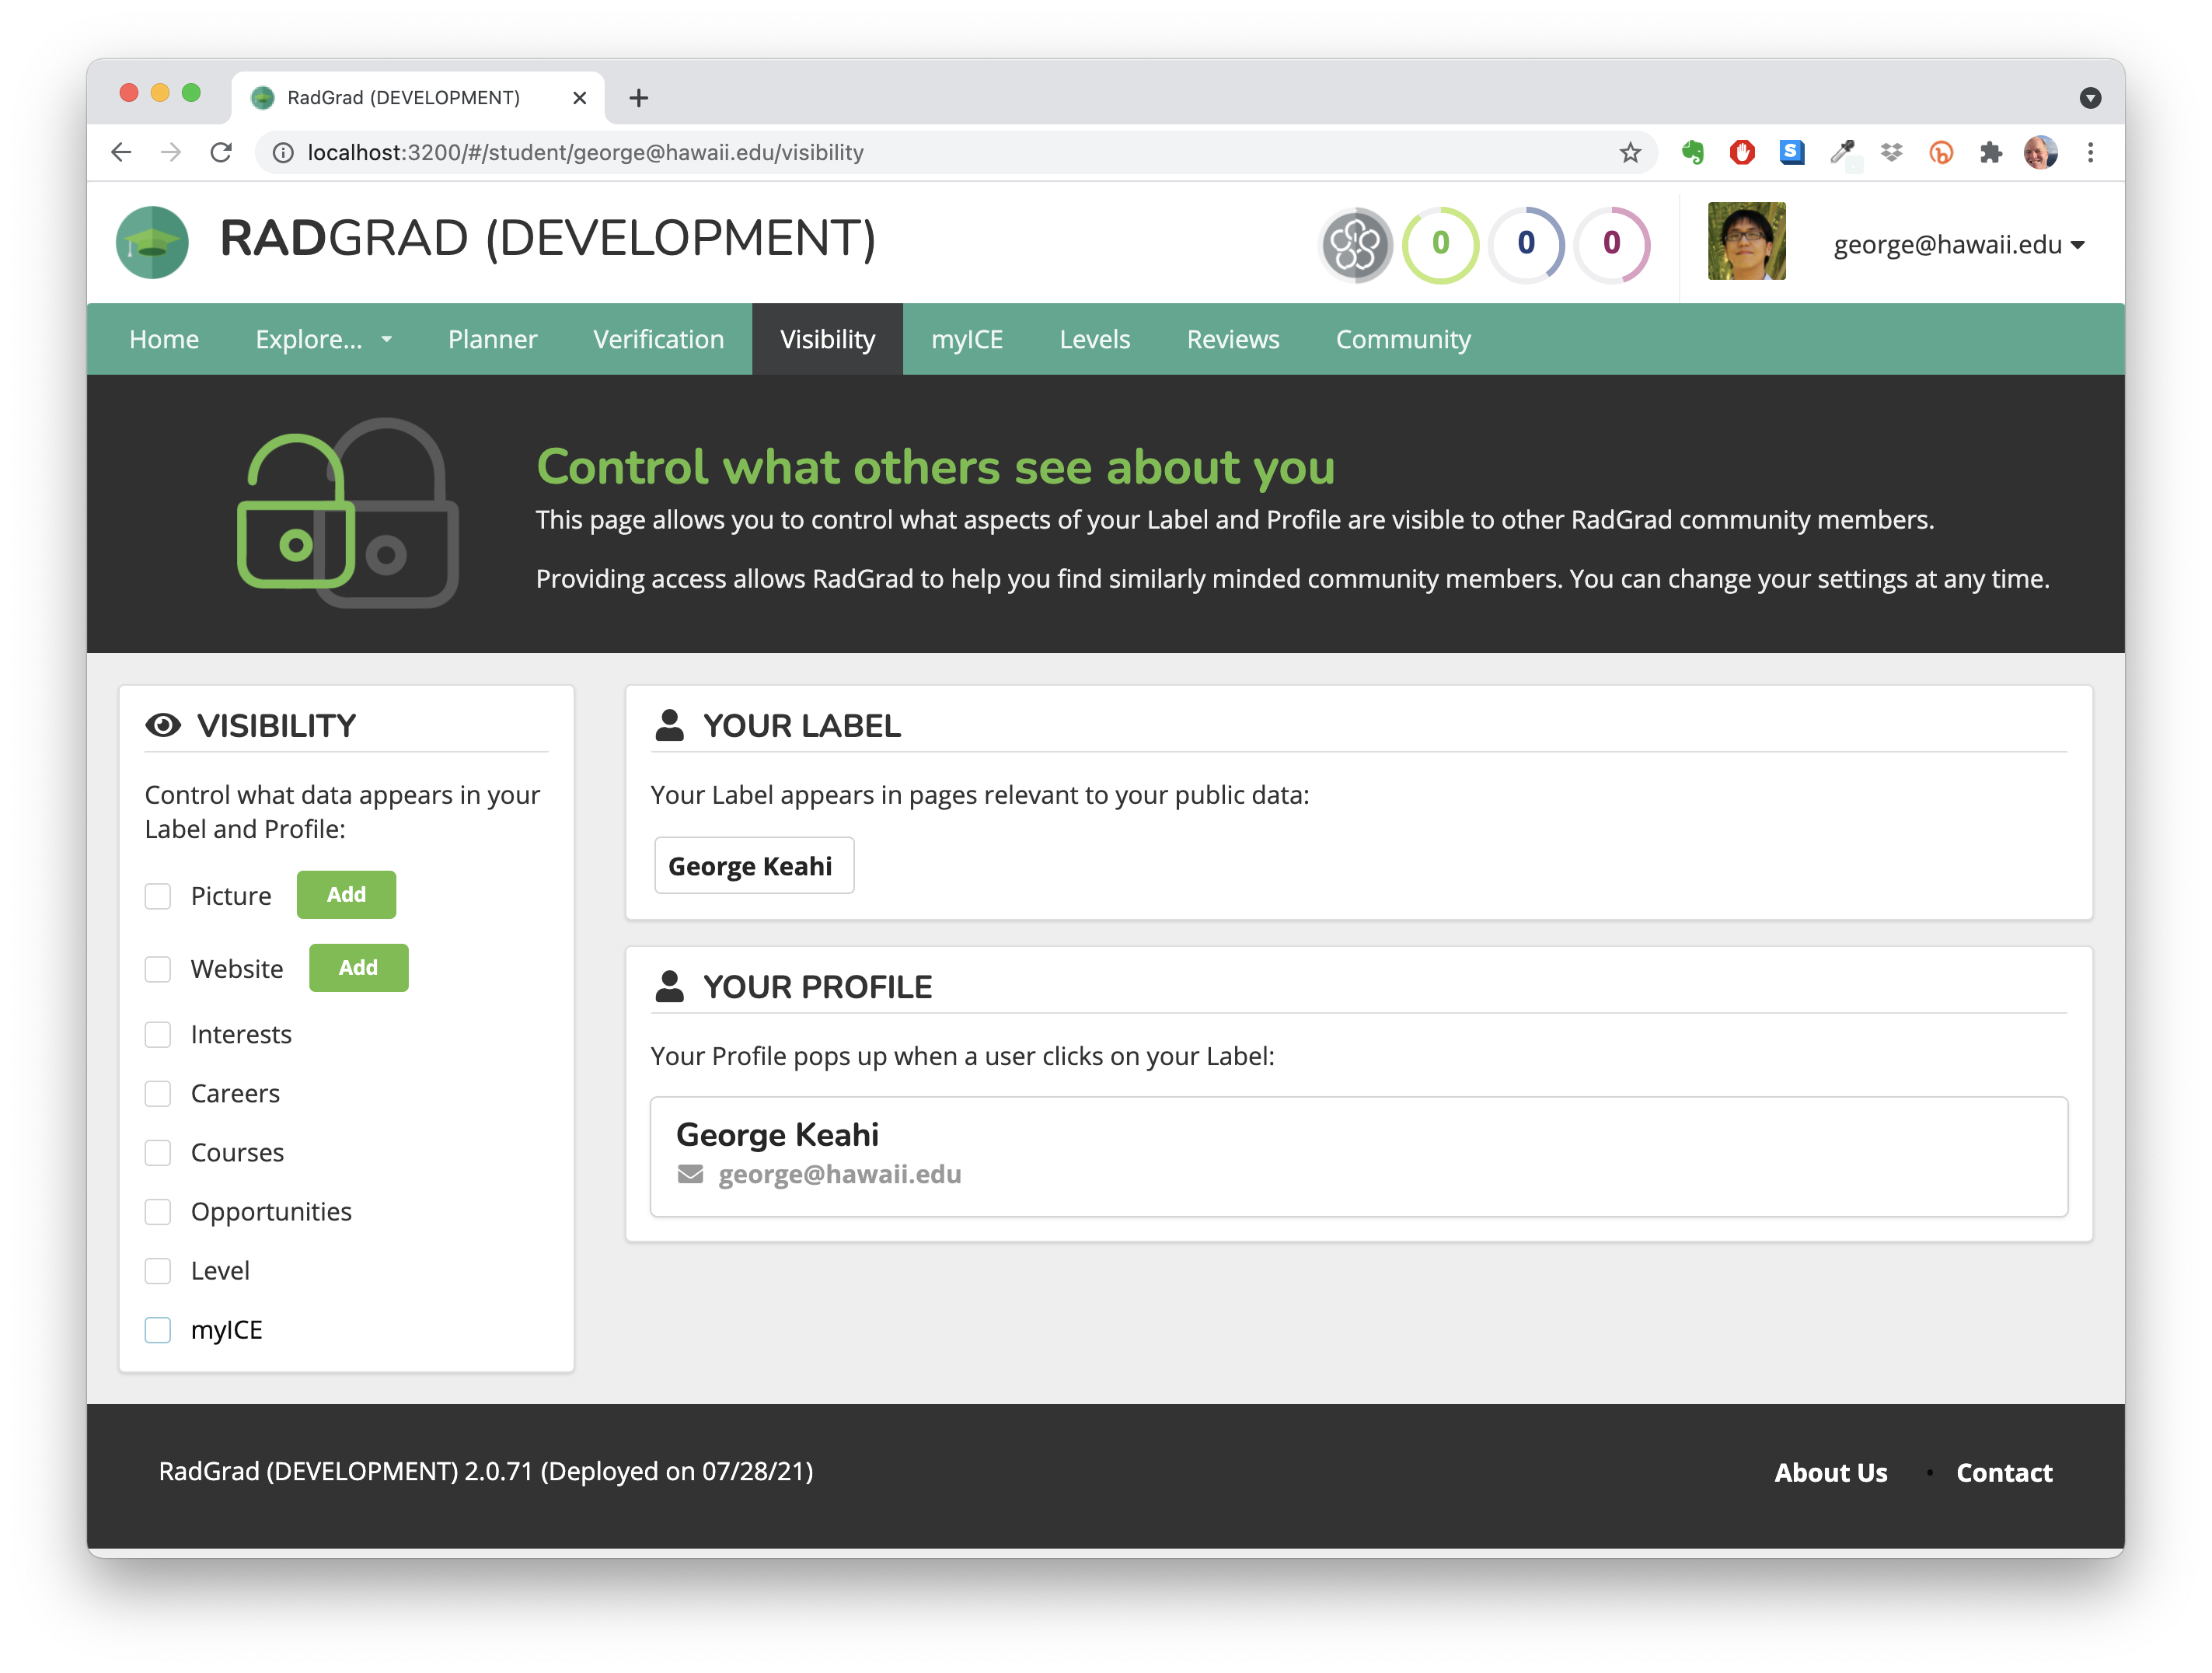 RadGrad (DEVELOPMENT)
localhost:3200/#/student/george@hawaii.edu/visibility
S
RADGRAD (DEVELOPMENT)
0
0
0
george@hawaii.edu
Home
Explore...
Planner
Verification
Visibility
myICE
Levels
Reviews
Community
Control what others see about you
This page allows you to control what aspects of your Label and Profile are visible to other RadGrad community members.
Providing access allows RadGrad to help you find similarly minded community members. You can change your settings at any time.
VISIBILITY
Control what data appears in your
Label and Profile:
Picture
Add
Website
Add
Interests
Careers
Courses
Opportunities
Level
myICE
YOUR LABEL
Your Label appears in pages relevant to your public data:
George Keahi
YOUR PROFILE
Your Profile pops up when a user clicks on your Label:
George Keahi
george@hawaii.edu
RadGrad (DEVELOPMENT) 2.0.71 (Deployed on 07/28/21)
About Us
Contact